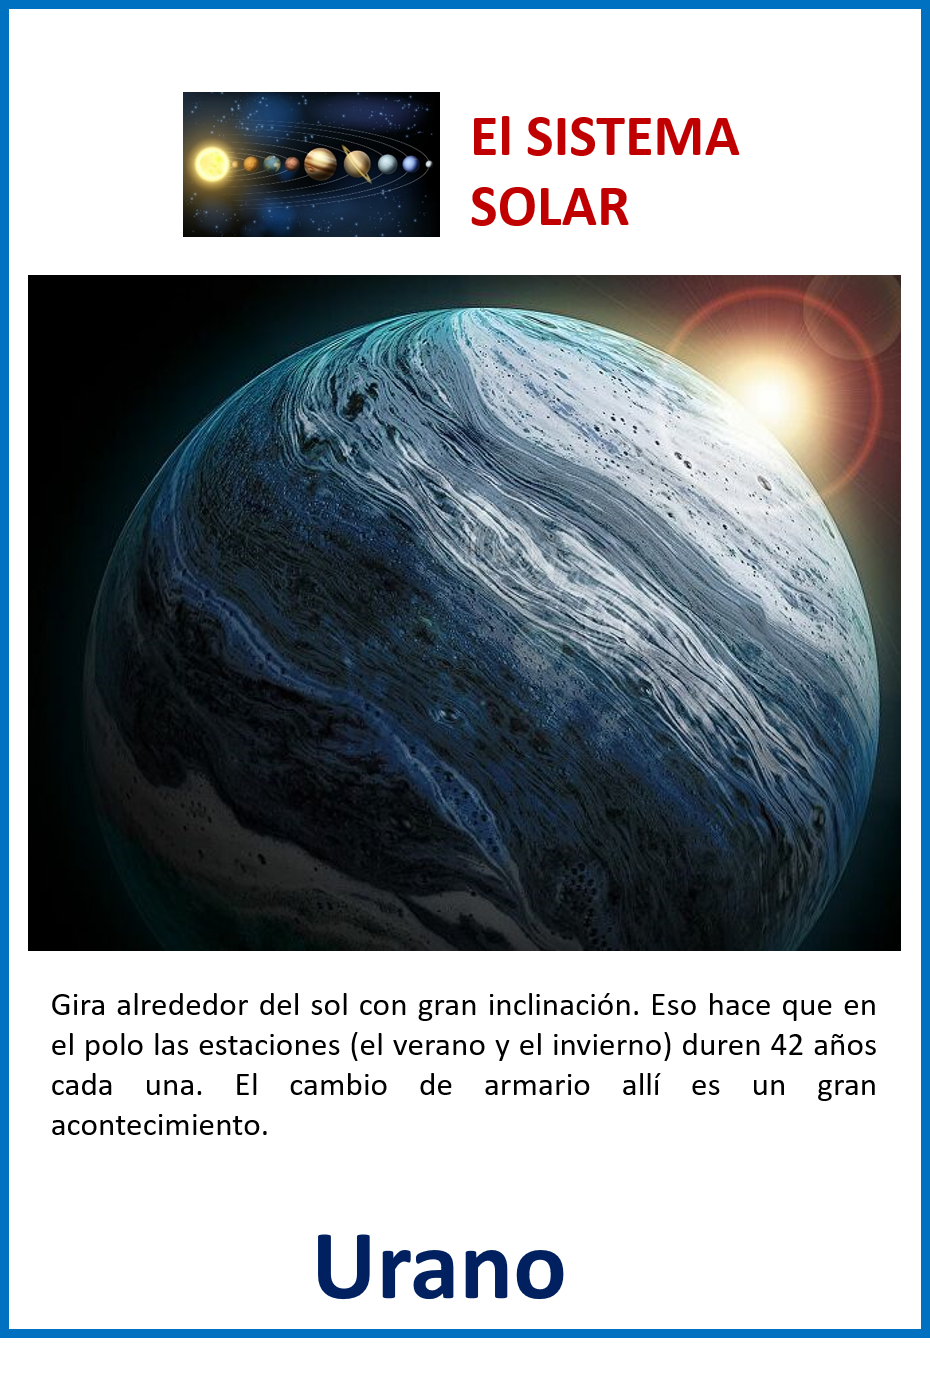 El SISTEMA
SOLAR
Gira alrededor del sol con gran inclinación. Eso hace que en
el polo las estaciones (el verano y el invierno) duren 42 años
cada una. El cambio de armario allí es un gran
acontecimiento.
Urano